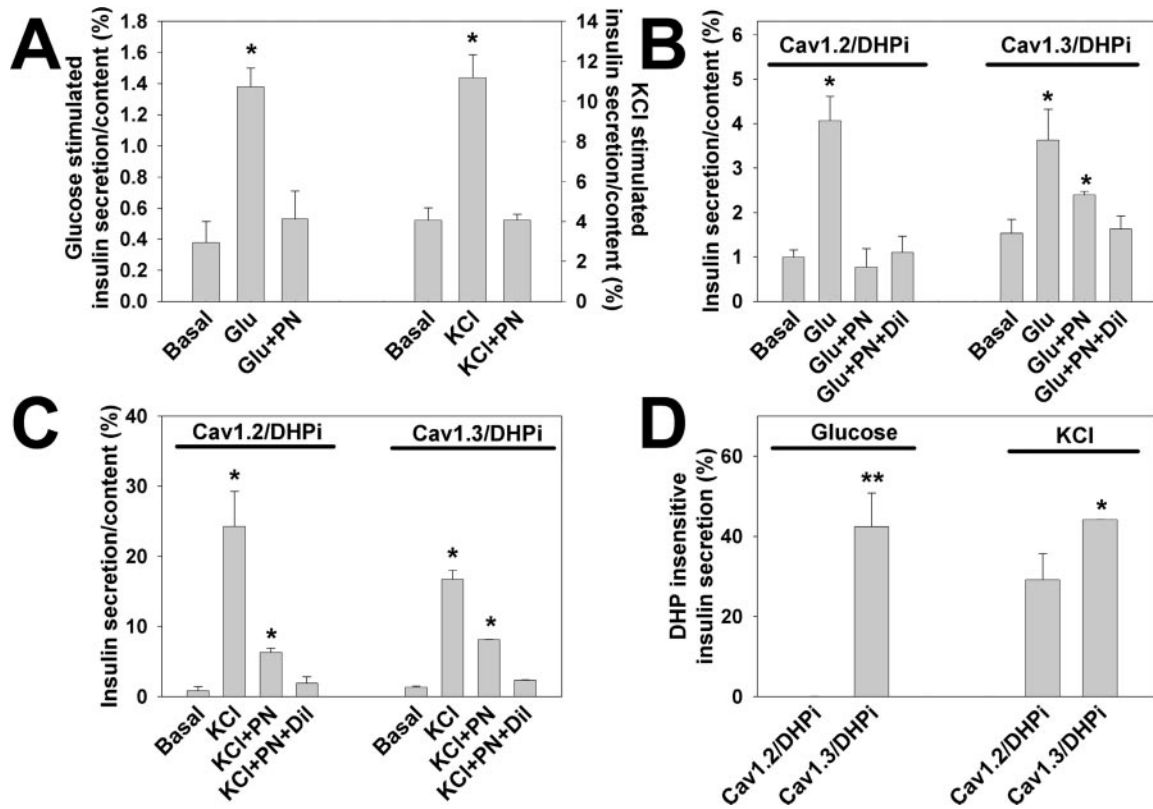 A
Glucose stimulated
insulin secretion/content (%)
1.8
1.6
1.4
1.2
1.0
0.8
0.6
0.4
0.2
0.0
*
*
14
12
10
8
6
4
2
0
KCl stimulated
insulin secretion/content (%)
Basal
Glu
Glu+PN
Basal
KCl
KCl+PN
B
Insulin secretion/content (%)
6
5
4
3
2
1
0
Cav1.2/DHPi
Cav1.3/DHPi
*
*
*
Basal
Glu
Glu+PN
Glu+PN+Dil
Basal
Glu
Glu+PN
Glu+PN+Dil
C
Insulin secretion/content (%)
40
30
20
10
0
Cav1.2/DHPi
Cav1.3/DHPi
*
*
*
*
Basal
KCl
KCl+PN
KCl+PN+Dil
Basal
KCl
KCl+PN
KCl+PN+Dil
D
DHP insensitive
insulin secretion (%)
60
40
20
0
Glucose
KCl
**
*
Cav1.2/DHPi
Cav1.3/DHPi
Cav1.2/DHPi
Cav1.3/DHPi